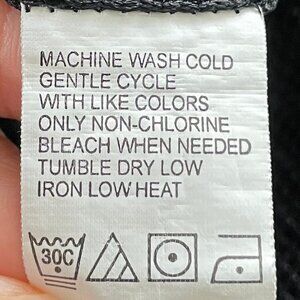 MACHINE WASH COLD
GENTLE CYCLE
WITH LIKE COLORS
ONLY NON-CHLORINE
BLEACH WHEN NEEDED
TUMBLE DRY LOW
IRON LOW HEAT
30C